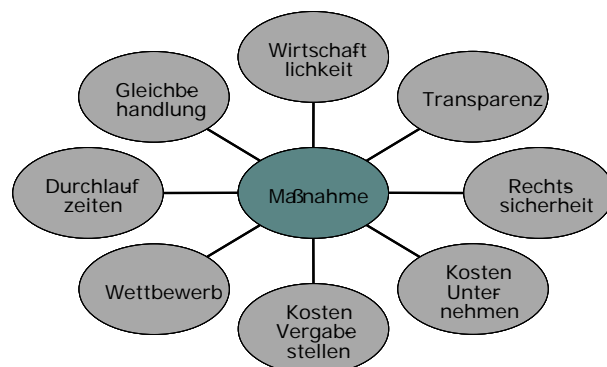 Wirtschaft
lichkeit
Gleichbe
handlung
Transparenz
Durchlauf
zeiten
Maßnahme
Rechts
sicherheit
Wettbewerb
Kosten
Unter-
nehmen
Kosten
Vergabe
stellen